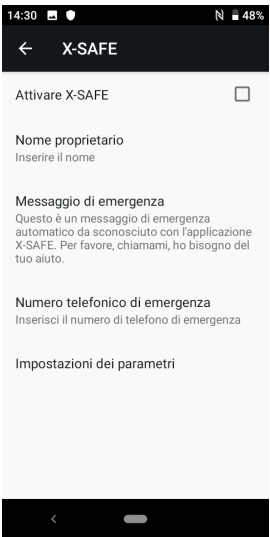 14:30 48%
X-SAFE
Attivare X-SAFE
Nome proprietario
Inserire il nome
Messaggio di emergenza
Questo è un messaggio di emergenza
automatico da sconosciuto con l'applicazione
X-SAFE. Per favore, chiamami, ho bisogno del
tuo aiuto.
Numero telefonico di emergenza
Inserisci il numero di telefono di emergenza
Impostazioni dei parametri